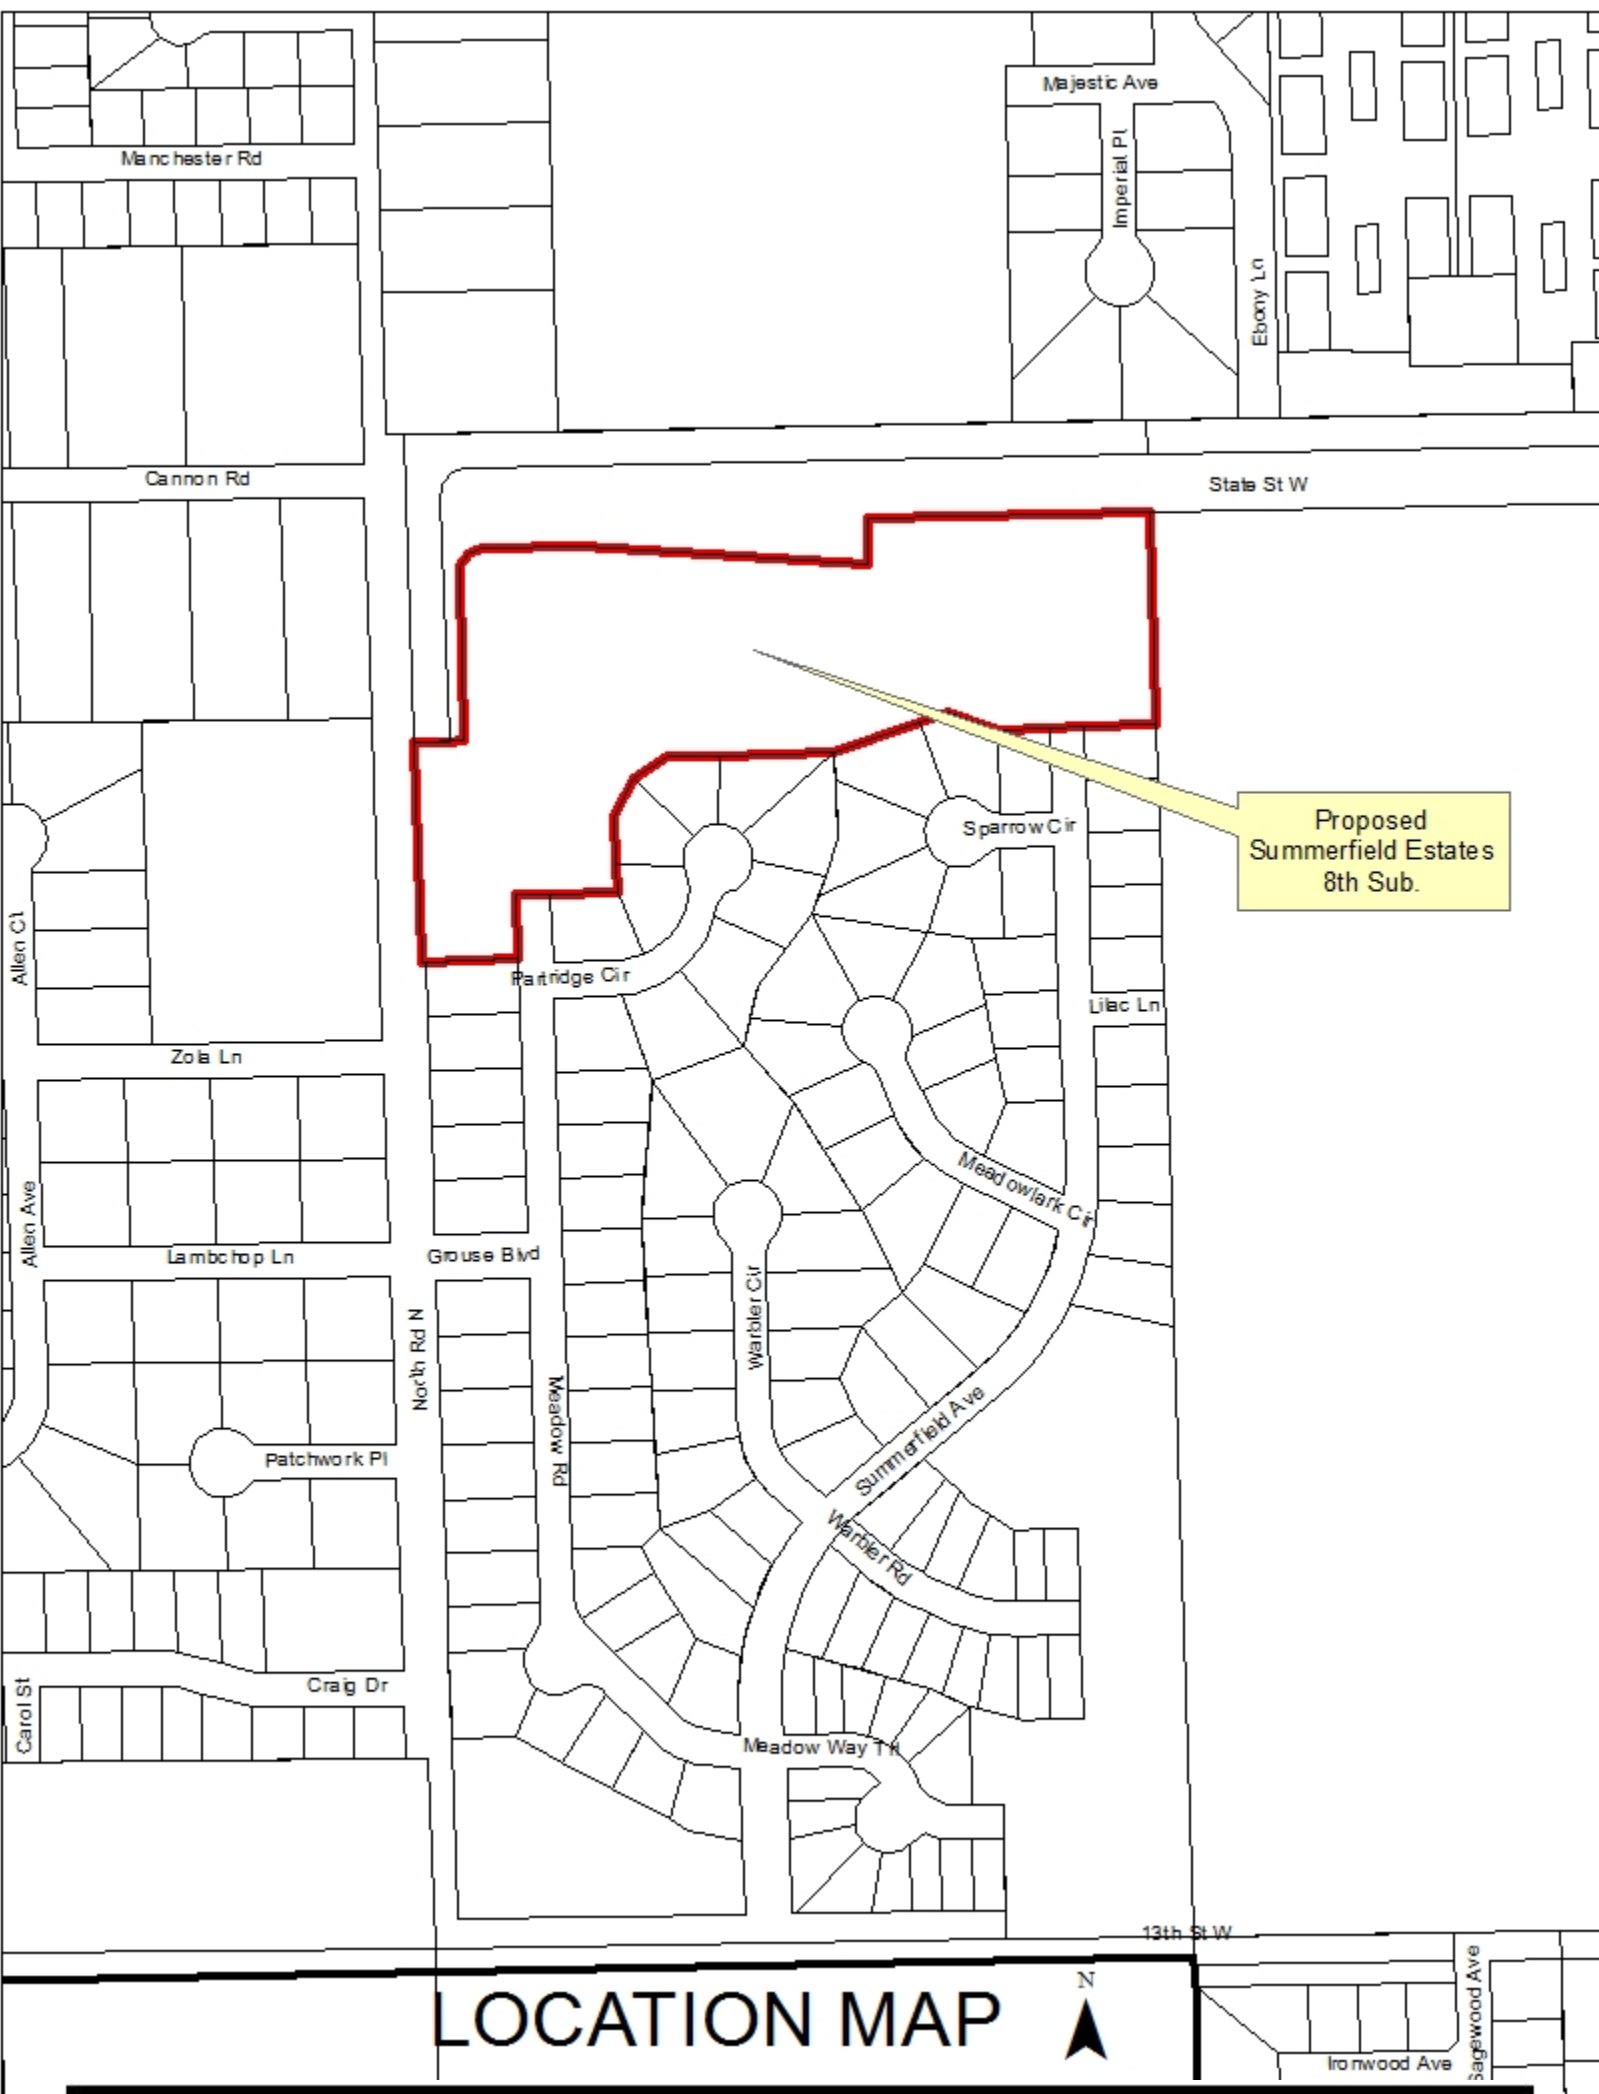 Majestic Ave
Manchester Rd
Imperial Pl
Ebony Ln
Cannon Rd
State St W
Proposed
Summerfield Estates
8th Sub.
Sparrow Cir
Allen Ct
Partridge Cir
Lilac Ln
Zola Ln
Meadowlark Cir
Allen Ave
Lambchop Ln
Grouse Blvd
Warbler Cir
North Rd N
Meadow Rd
Summerfield Ave
Patchwork Pl
Warbler Rd
Craig Dr
Carol St
Meadow Way Trl
13th St W
N
LOCATION MAP
Sagewood Ave
Ironwood Ave